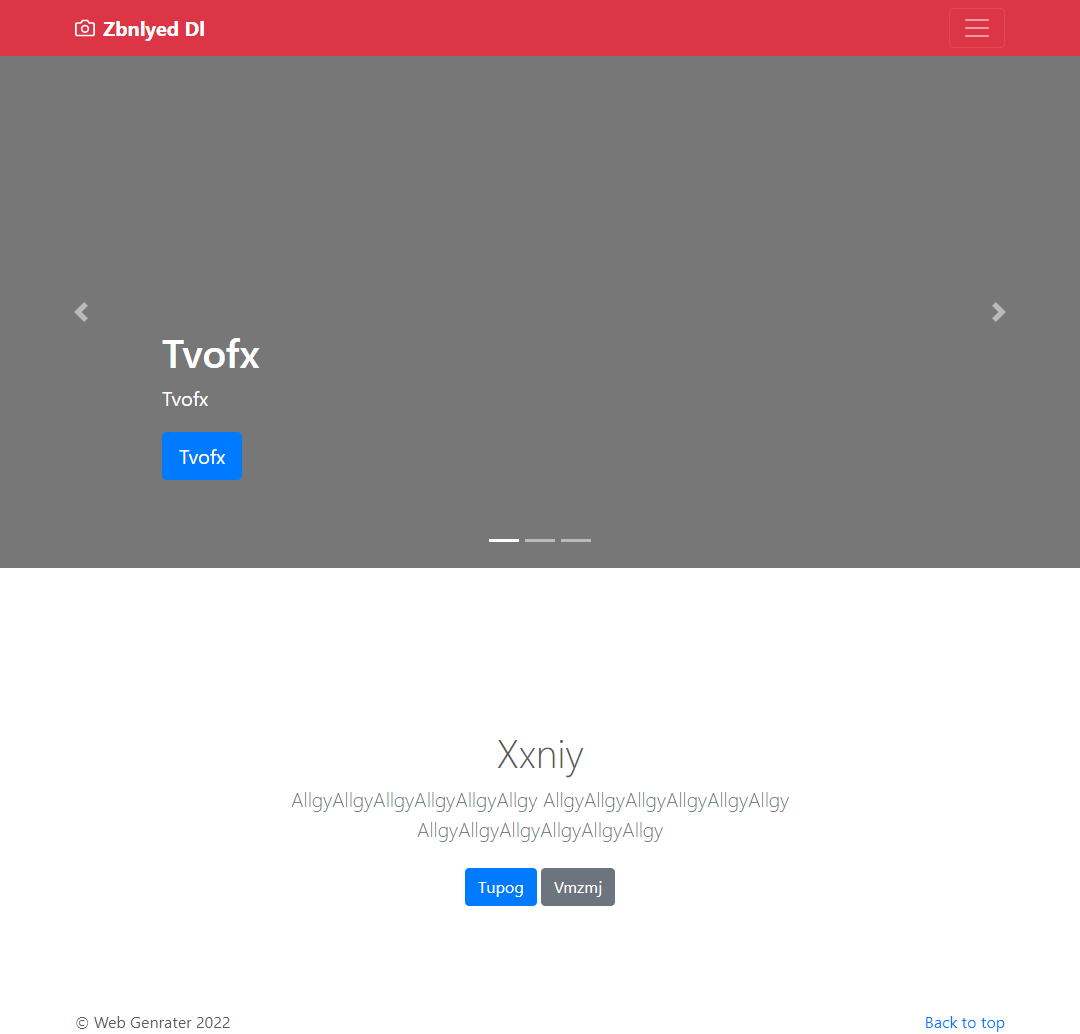 Zbnlyed Dl
Tvofx
Tvofx
Tvofx
Xxniy
AllgyAllgyAllgyAllgyAllgyAllgy AllgyAllgyAllgyAllgyAllgyAllgy
AllgyAllgyAllgyAllgyAllgyAllgy
Tupog Vmzmj
© Web Genrater 2022 Back to top